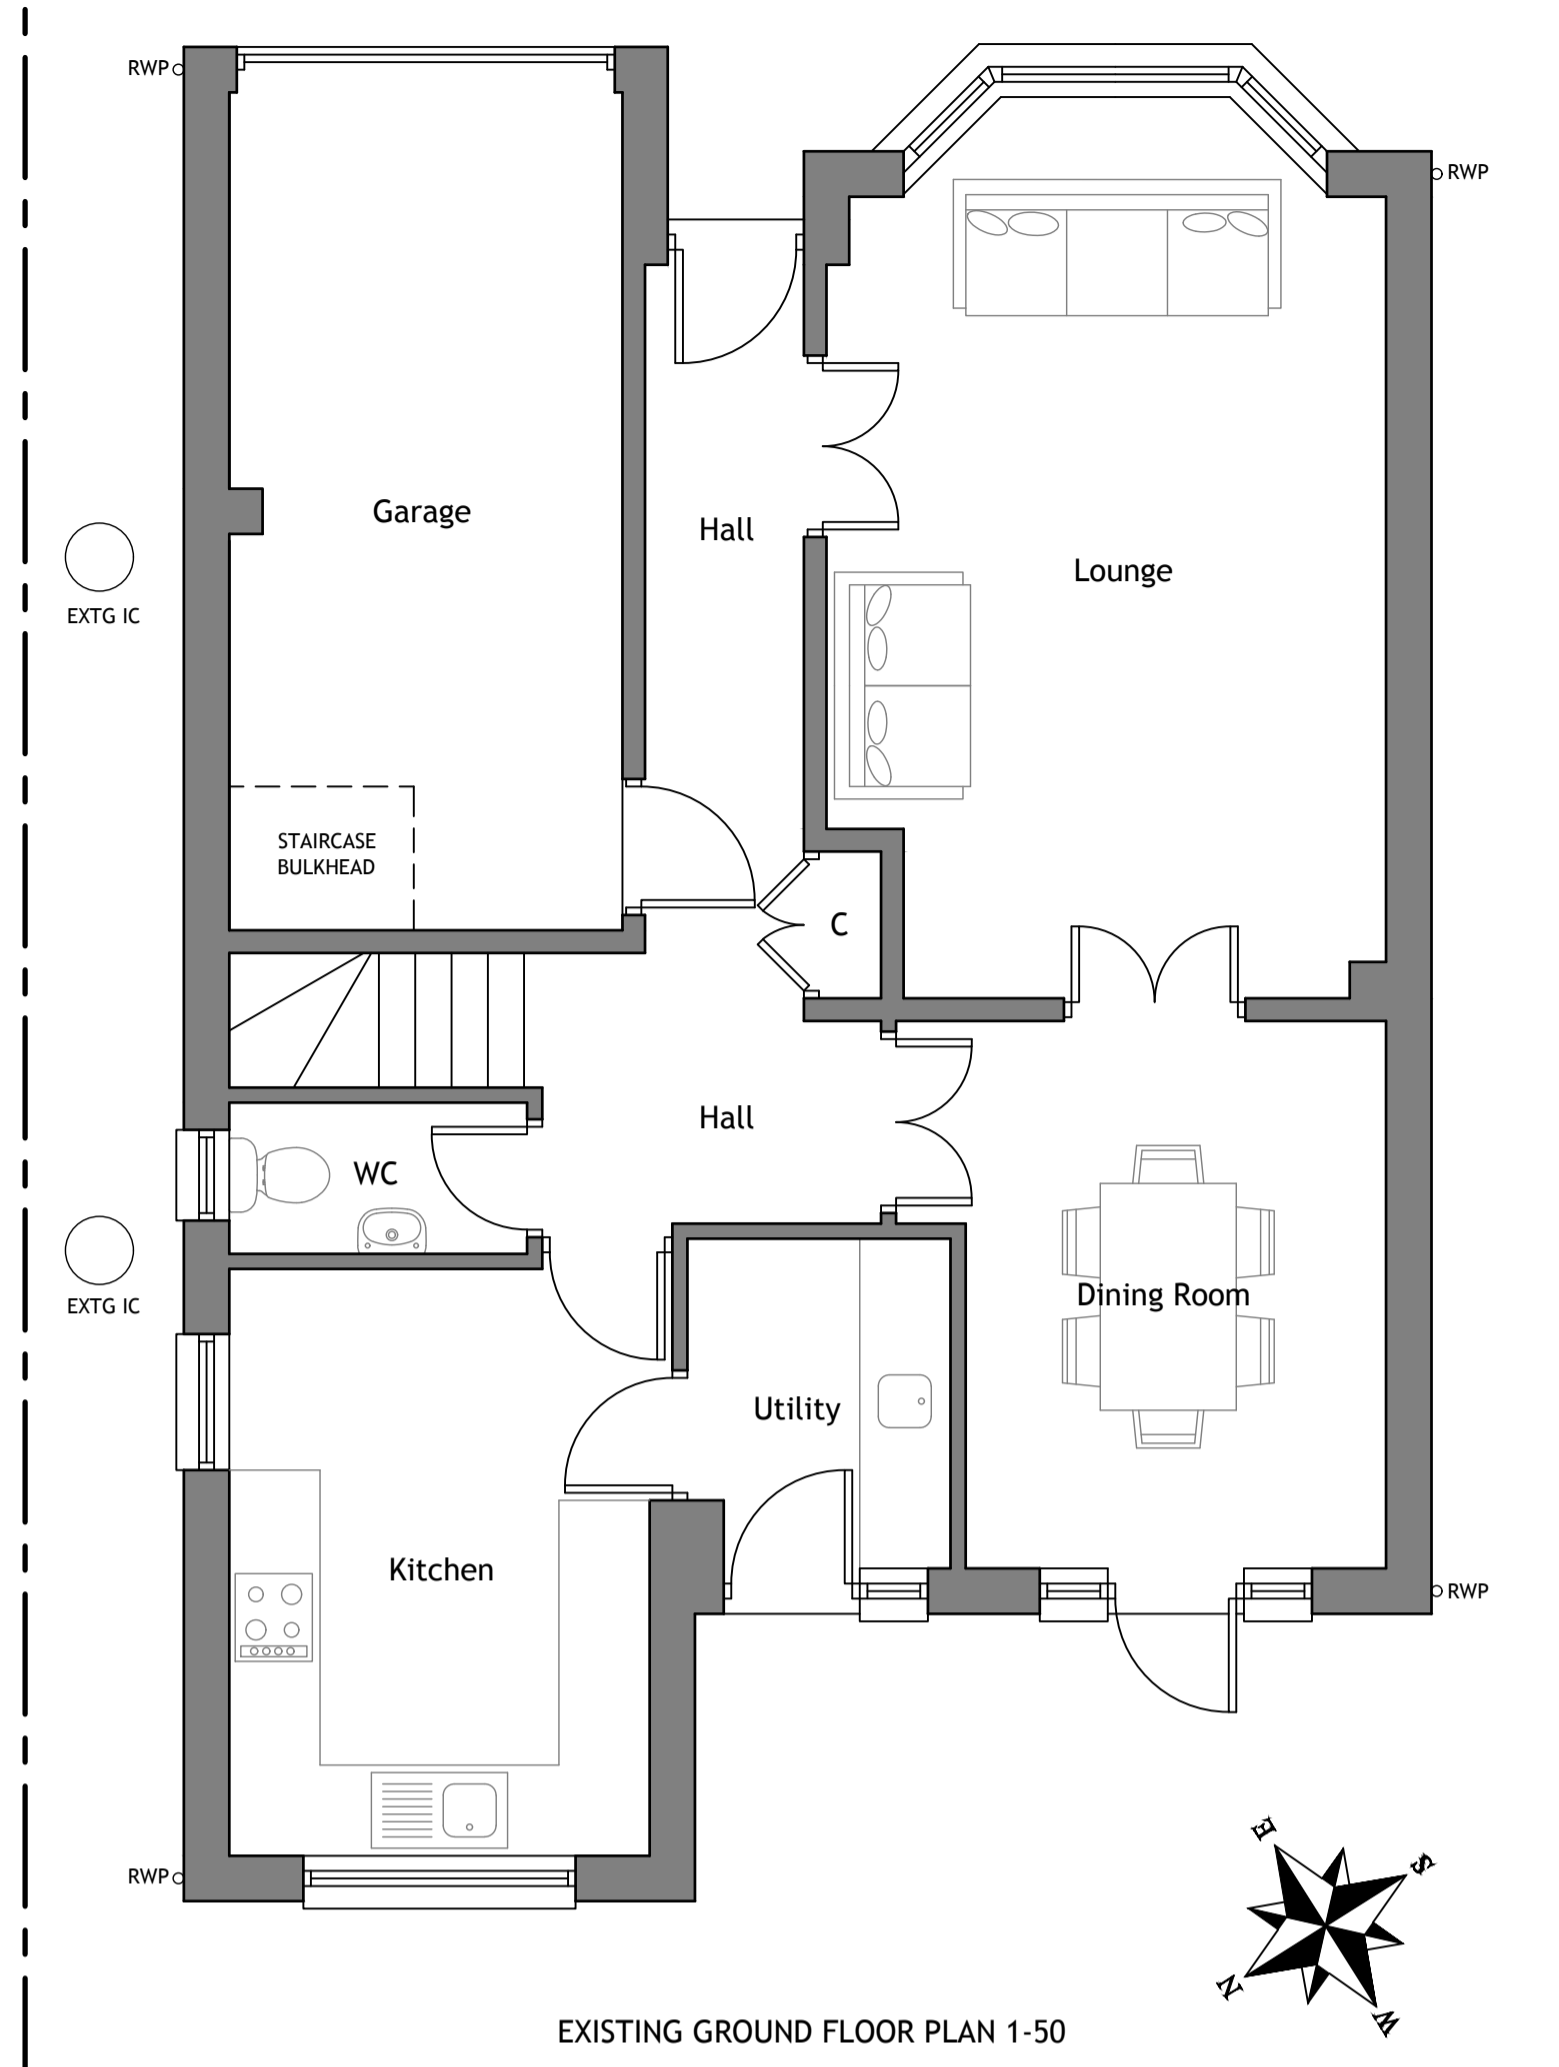 RWP
RWP
Garage
Hall
Lounge
EXTG IC
STAIRCASE
BULKHEAD
C
Hall
WC
Dining Room
EXTG IC
Utility
Kitchen
RWP
RWP
E
S
N
W
EXISTING GROUND FLOOR PLAN 1-50